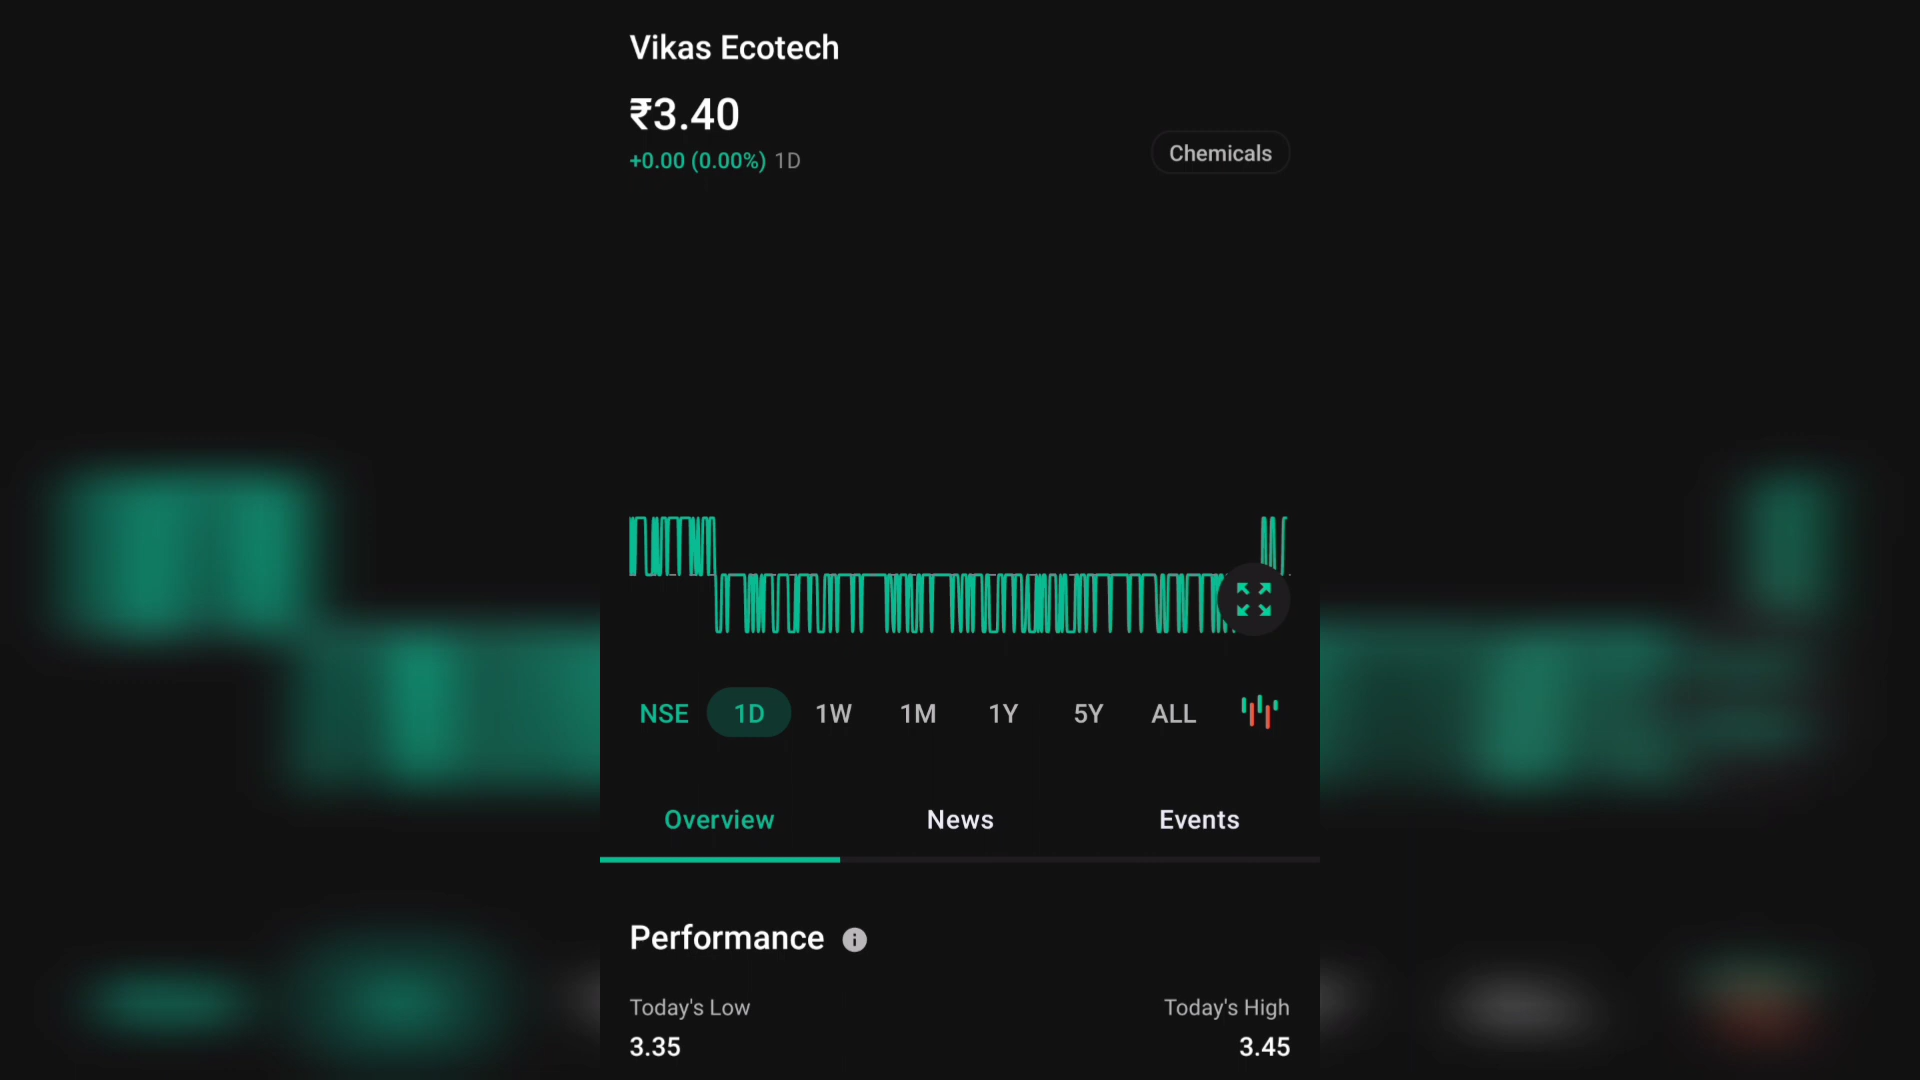 Vikas Ecotech
₹3.40
+0.00 (0.00%) 1D
Chemicals
NSE 1D 1W 1M 1Y 5Y ALL
Overview News Events
Performance
Today's Low Today's High
3.35 3.45